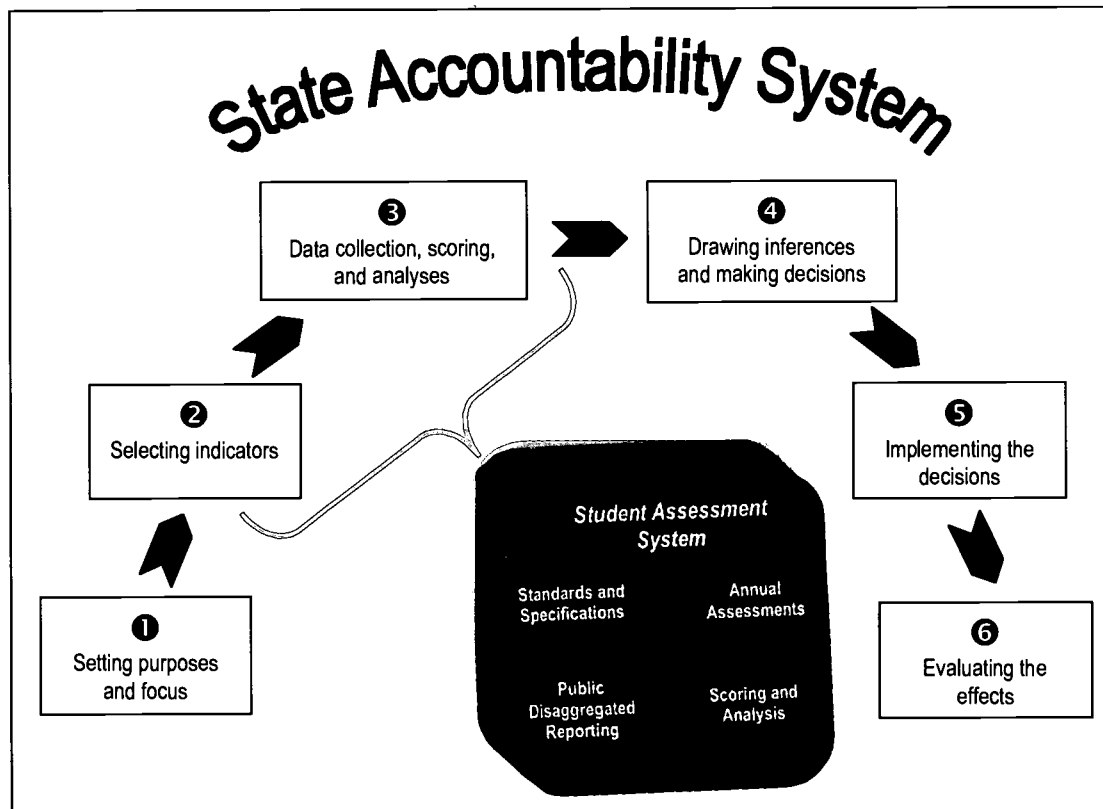 State Accountability System
❸
Data collection, scoring,
and analyses
❹
Drawing inferences
and making decisions
❷
Selecting indicators
❺
Implementing the
decisions
❶
Setting purposes
and focus
❻
Evaluating the
effects
Student Assessment
System
Standards and
Specifications
Annual
Assessments
Public
Disaggregated
Reporting
Scoring and
Analysis